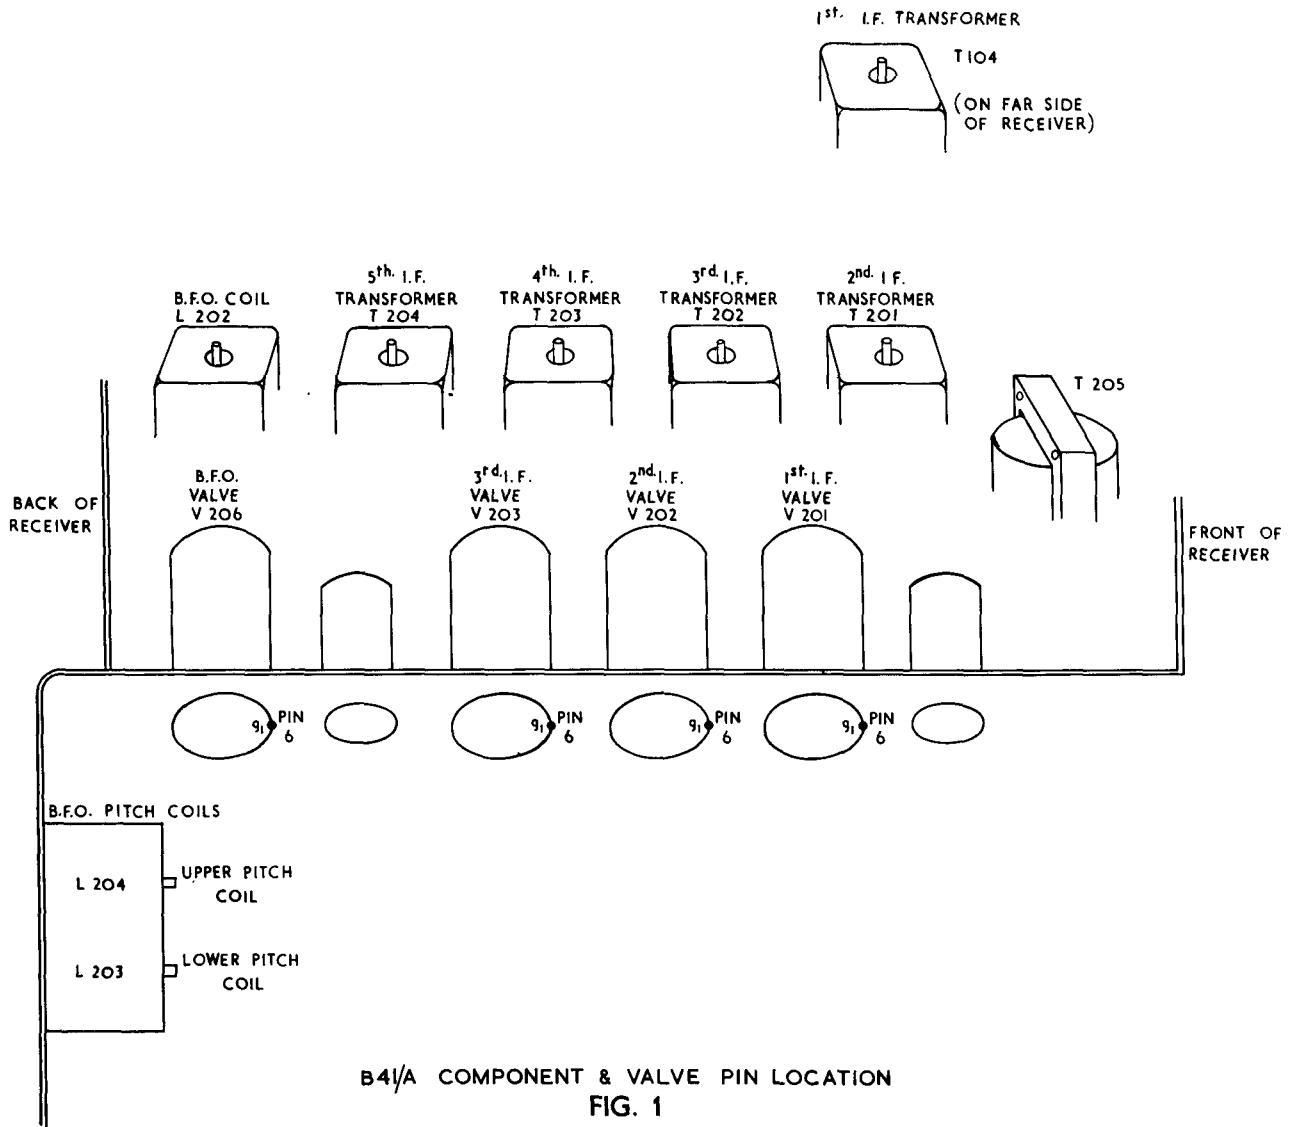 1st. I.F. TRANSFORMER
T 104
(ON FAR SIDE
OF RECEIVER)
B.F.O. COIL
L 202
5th. I.F.
TRANSFORMER
T 204
4th. I.F.
TRANSFORMER
T 203
3rd. I.F.
TRANSFORMER
T 202
2nd. I F.
TRANSFORMER
T 201
T 205
BACK OF
RECEIVER
B.F.O.
VALVE
V 206
3rd. I.F.
VALVE
V 203
2nd. I.F.
VALVE
V 202
1st. I.F.
VALVE
V 201
FRONT OF
RECEIVER
g1 PIN
6
g1 PIN
6
g1 PIN
6
g1 PIN
6
B.F.O. PITCH COILS
L 204
UPPER PITCH
COIL
L 203
LOWER PITCH
COIL
B41/A COMPONENT & VALVE PIN LOCATION
FIG. 1